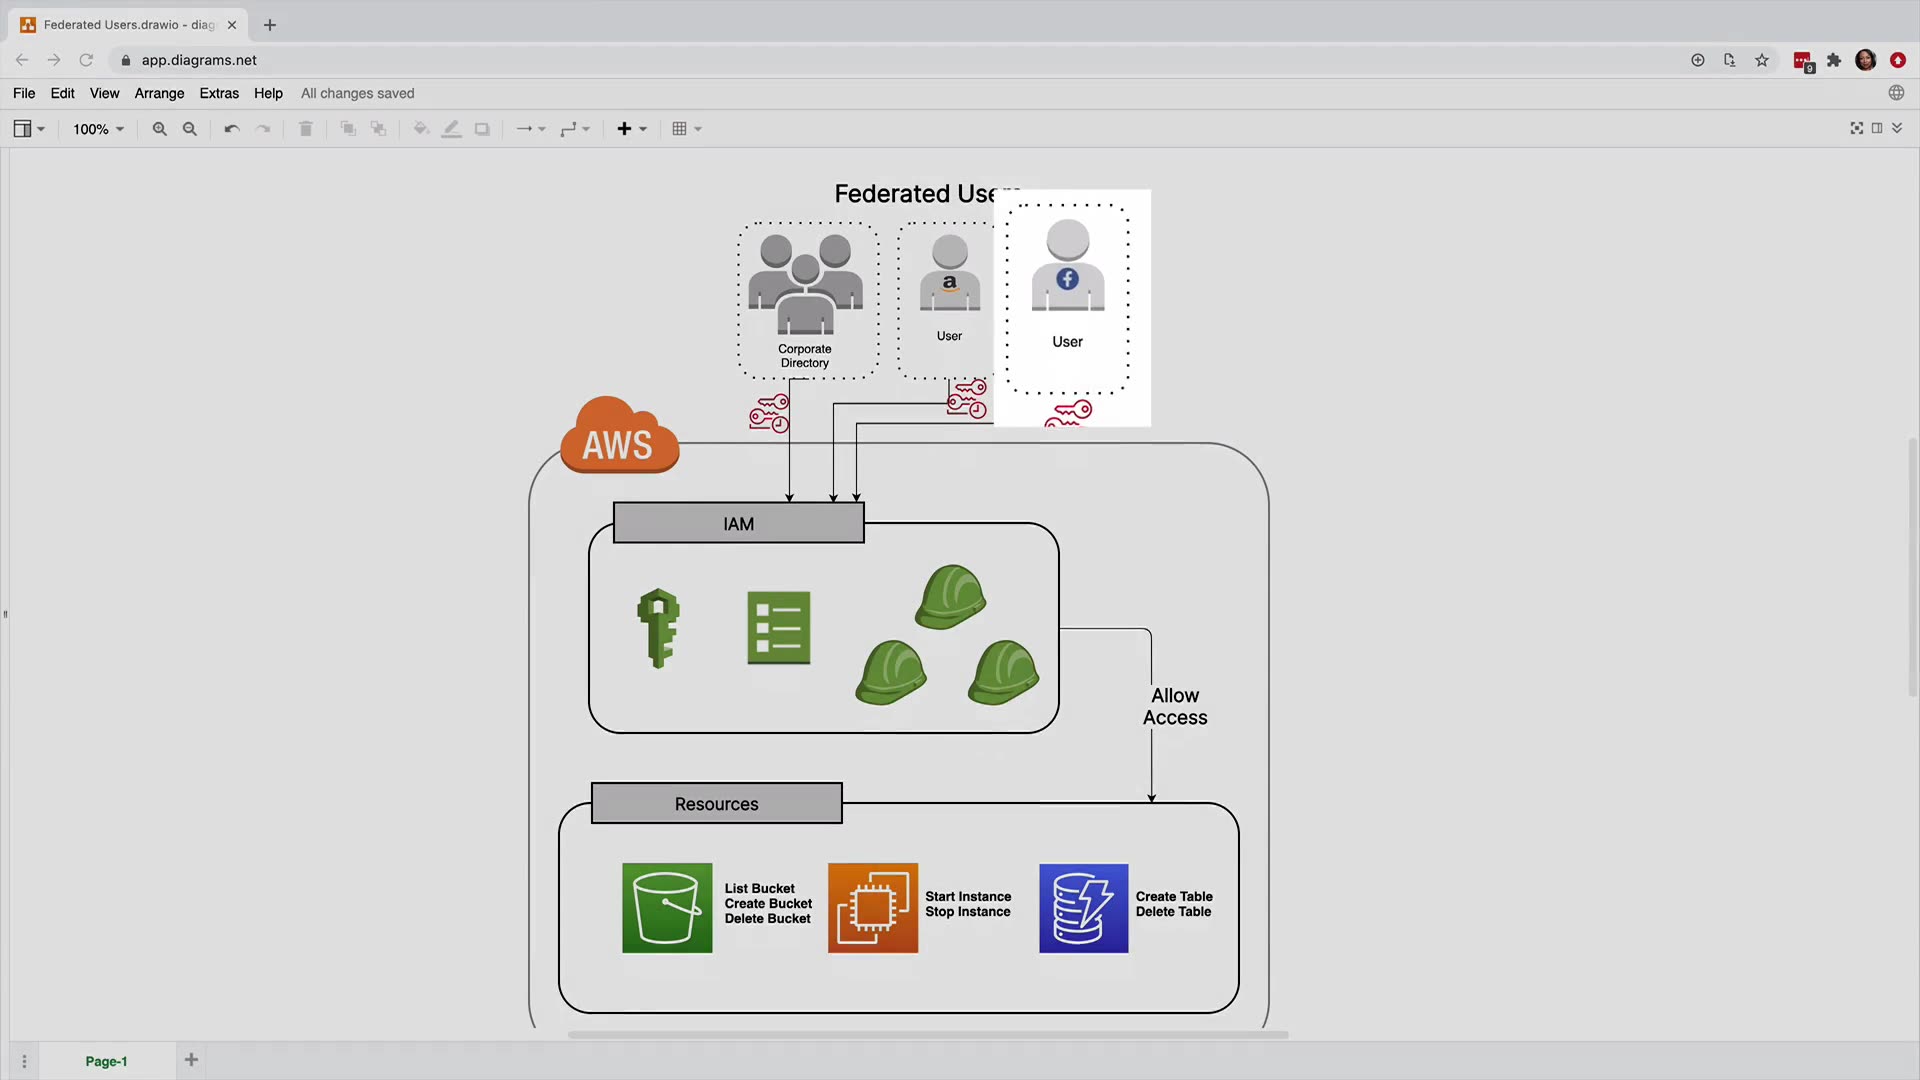 Federated Users.drawio - diag
app.diagrams.net
9
File Edit View Arrange Extras Help All changes saved
100%
Federated Users
a
f
User
User
Corporate
Directory
AWS
IAM
Allow
Access
Resources
List Bucket
Create Bucket
Delete Bucket
Start Instance
Stop Instance
Create Table
Delete Table
Page-1